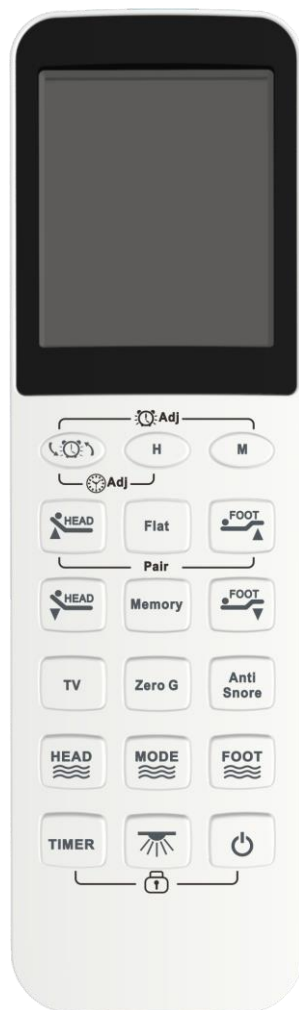 Adj
H M
Adj
HEAD Flat FOOT
Pair
HEAD Memory FOOT
TV Zero G Anti
Snore
HEAD MODE FOOT
TIMER